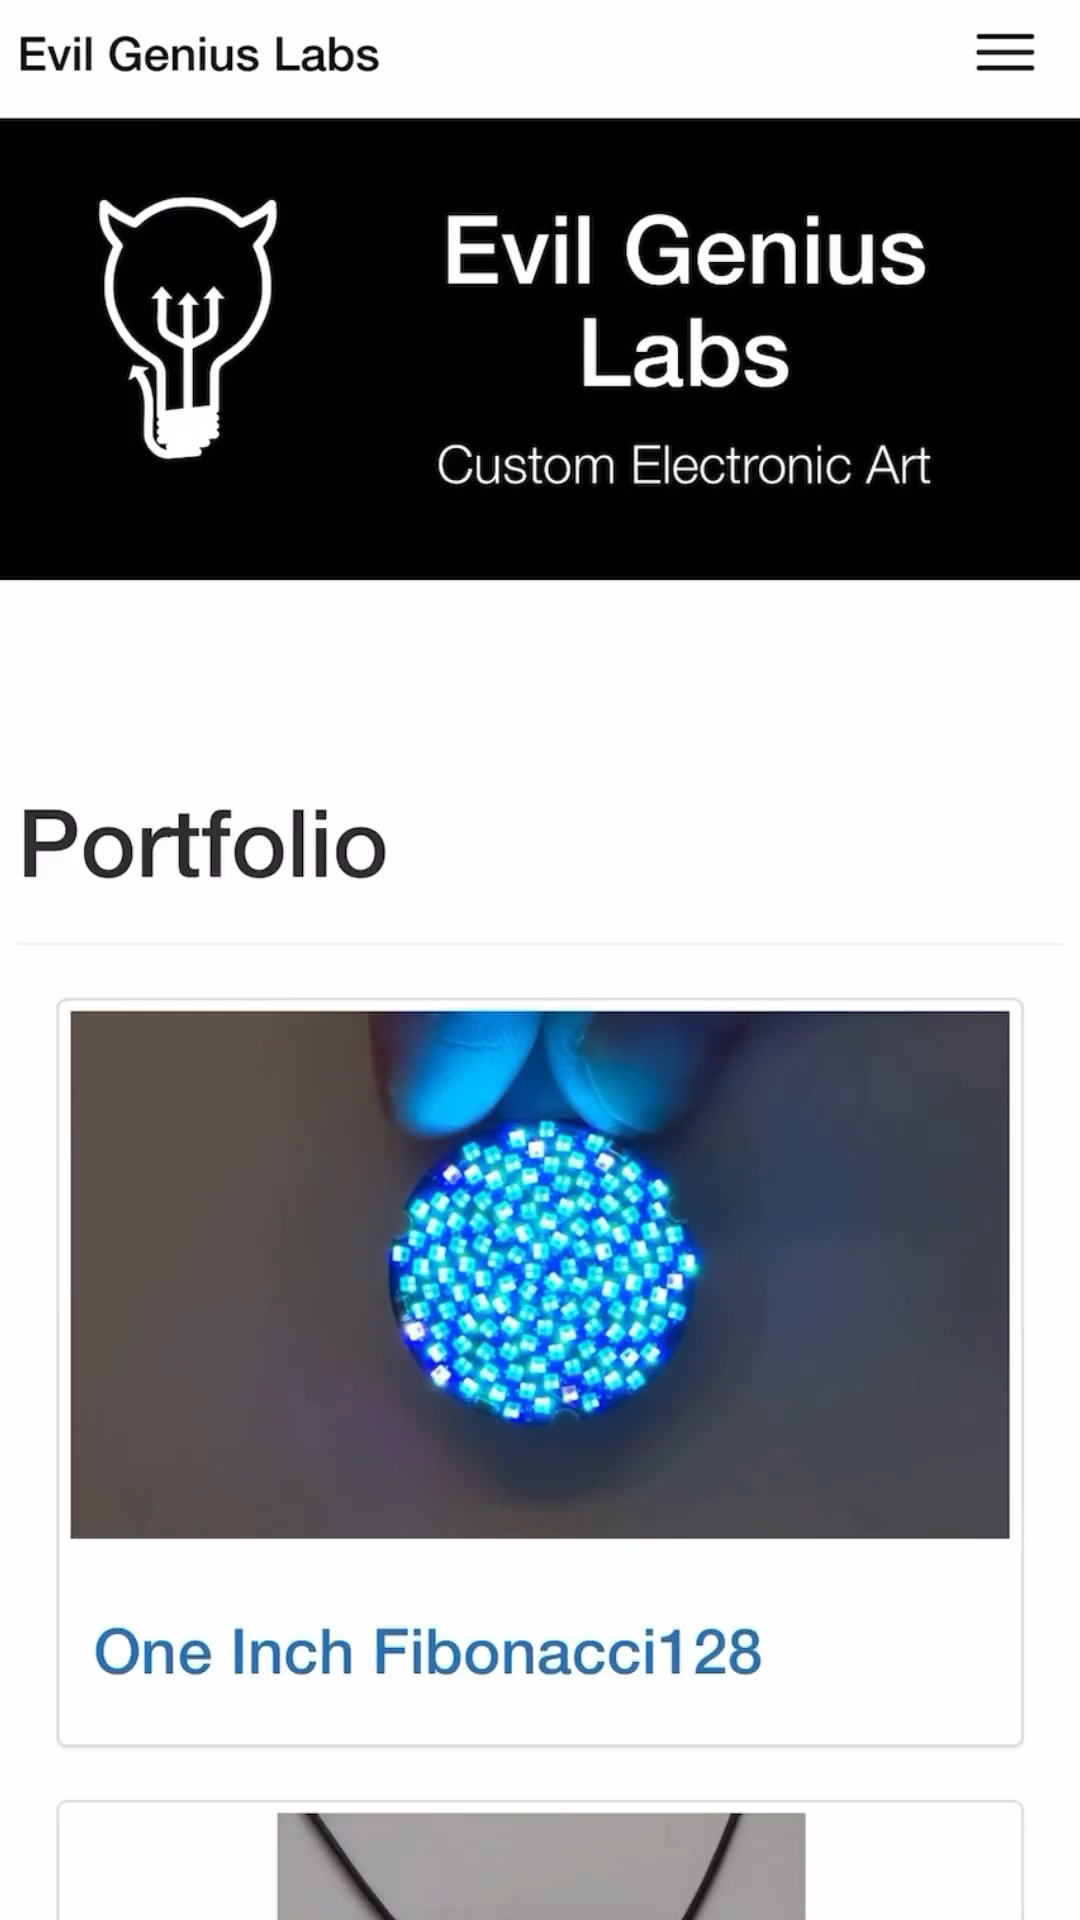 Evil Genius Labs
Evil Genius
Labs
Custom Electronic Art
Portfolio
One Inch Fibonacci128